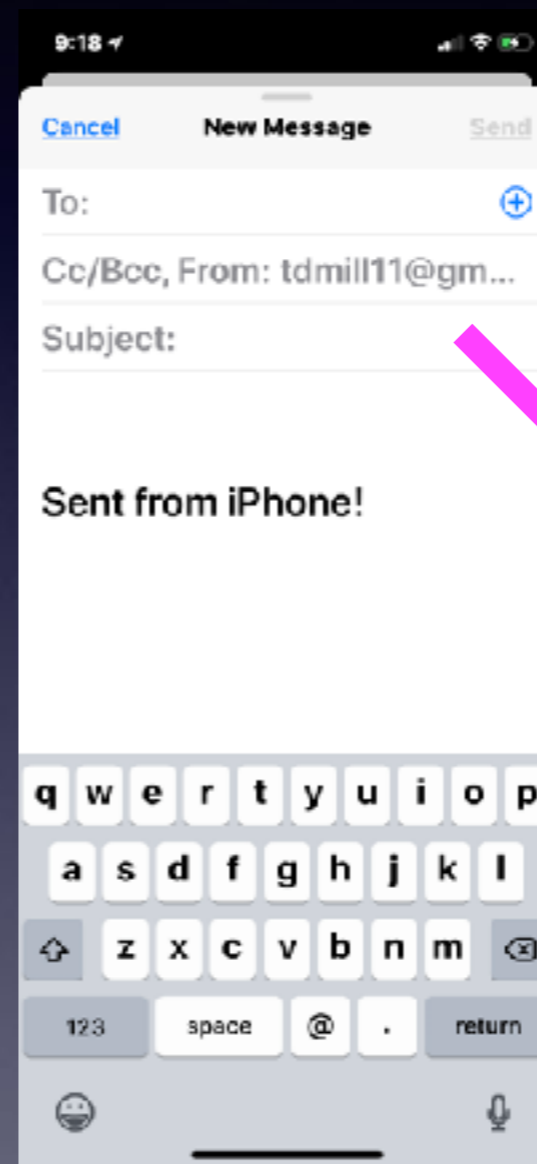 9:18
Cancel New Message Send
To:
Cc/Bcc, From: tdmill11@gm...
Subject:
Sent from iPhone!
q w e r t y u i o p
a s d f g h j k l
z x c v b n m
123 space @ . return